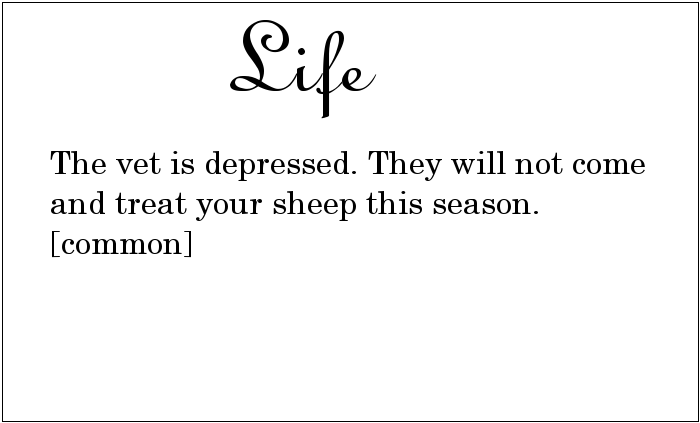 Life
The vet is depressed. They will not come
and treat your sheep this season.
[common]